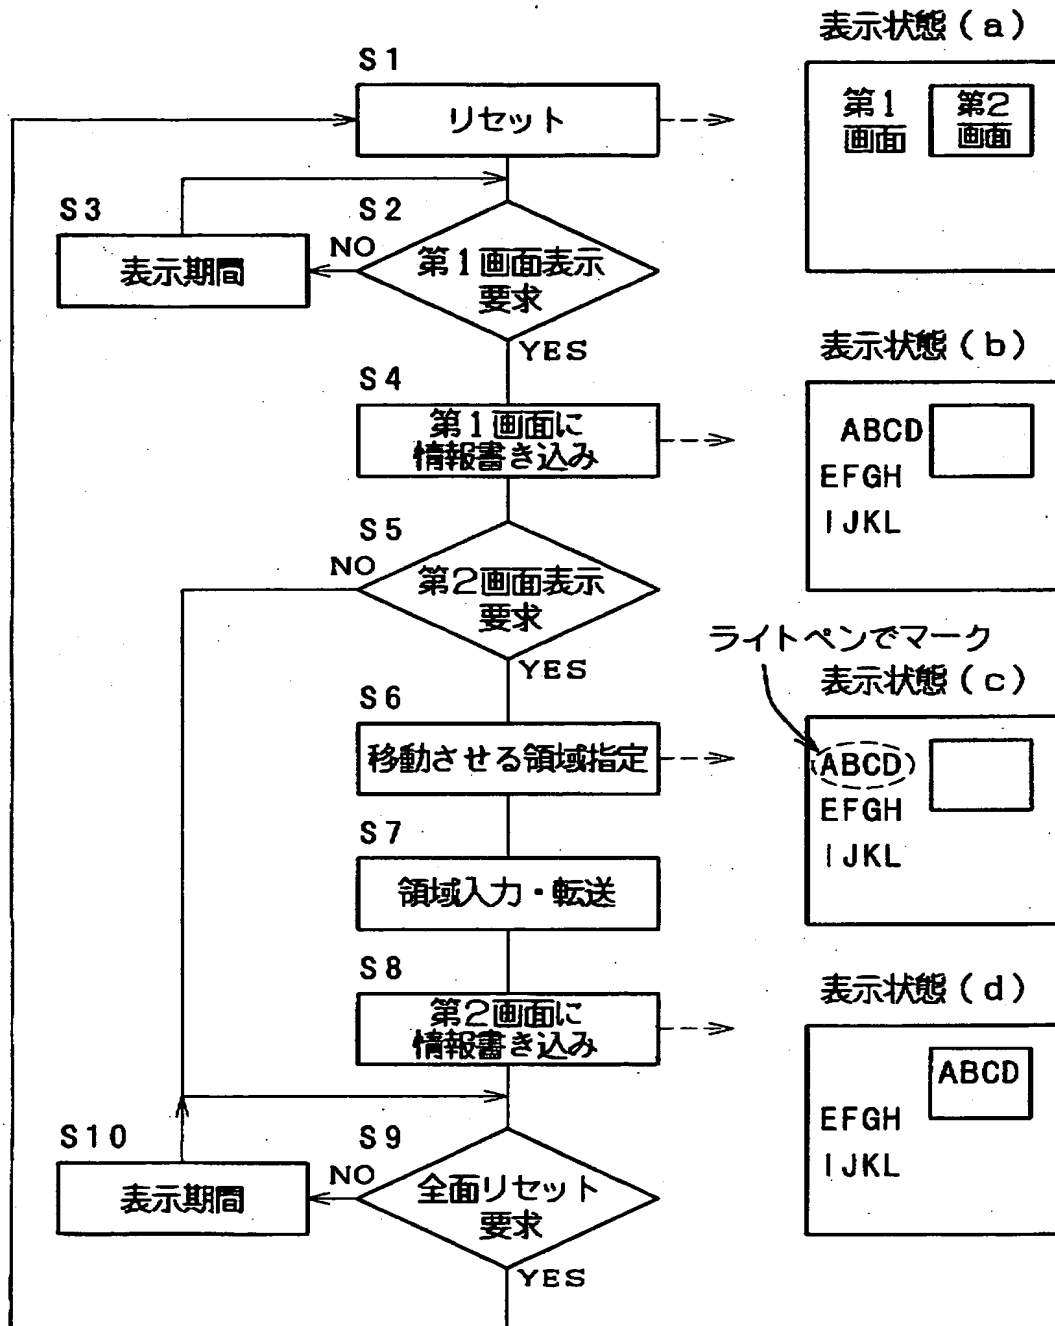 S1
リセット
S2
第1画面表示
要求
NO
YES
S3
表示期間
S4
第1画面に
情報書き込み
S5
第2画面表示
要求
NO
YES
S6
移動させる領域指定
S7
領域入力・転送
S8
第2画面に
情報書き込み
S9
全面リセット
要求
NO
YES
S10
表示期間
表示状態(a)
第1
画面
第2
画面
表示状態(b)
ABCD
EFGH
IJKL
ライトペンでマーク
表示状態(c)
ABCD
EFGH
IJKL
表示状態(d)
ABCD
EFGH
IJKL